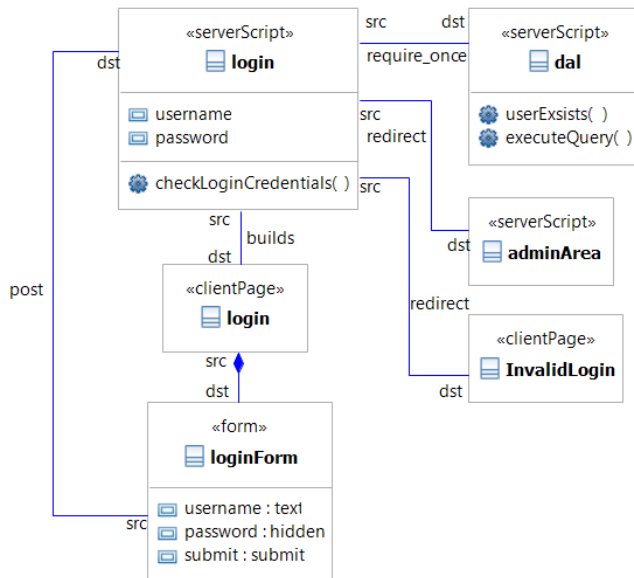 «serverScript»
login
username
password
checkLoginCredentials( )
src
dst
require_once
«serverScript»
dal
userExsists( )
executeQuery( )
src
redirect
dst
«serverScript»
adminArea
src
redirect
dst
«clientPage»
InvalidLogin
src
builds
dst
«clientPage»
login
src
dst
«form»
loginForm
username : text
password : hidden
submit : submit
src
post
dst